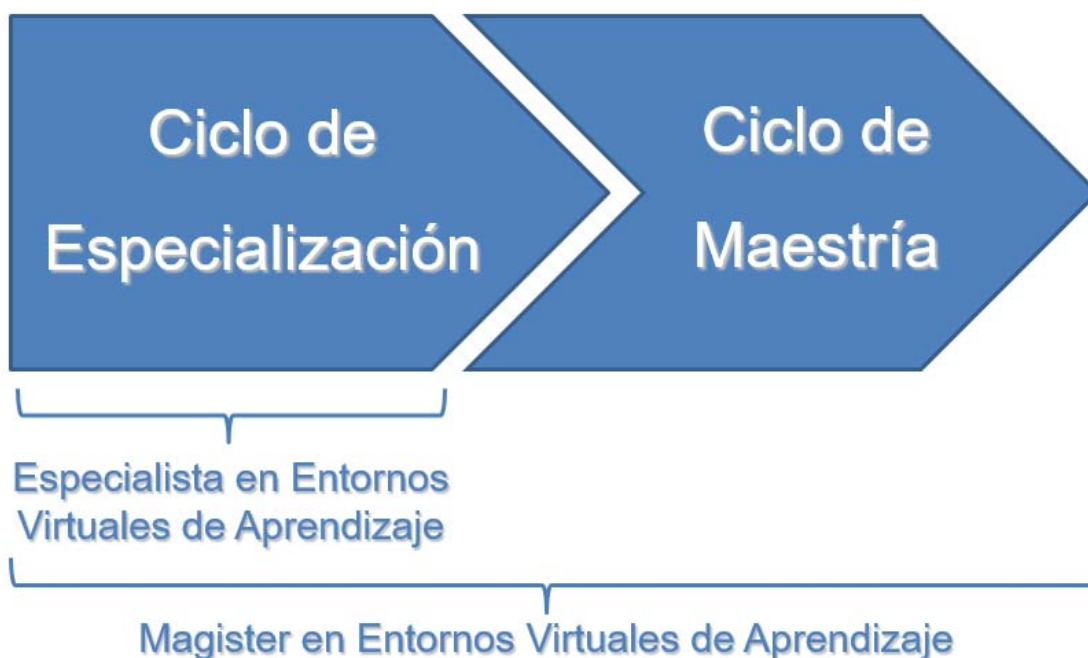 Ciclo de
Especialización
Ciclo de
Maestría
Especialista en Entornos
Virtuales de Aprendizaje
Magister en Entornos Virtuales de Aprendizaje